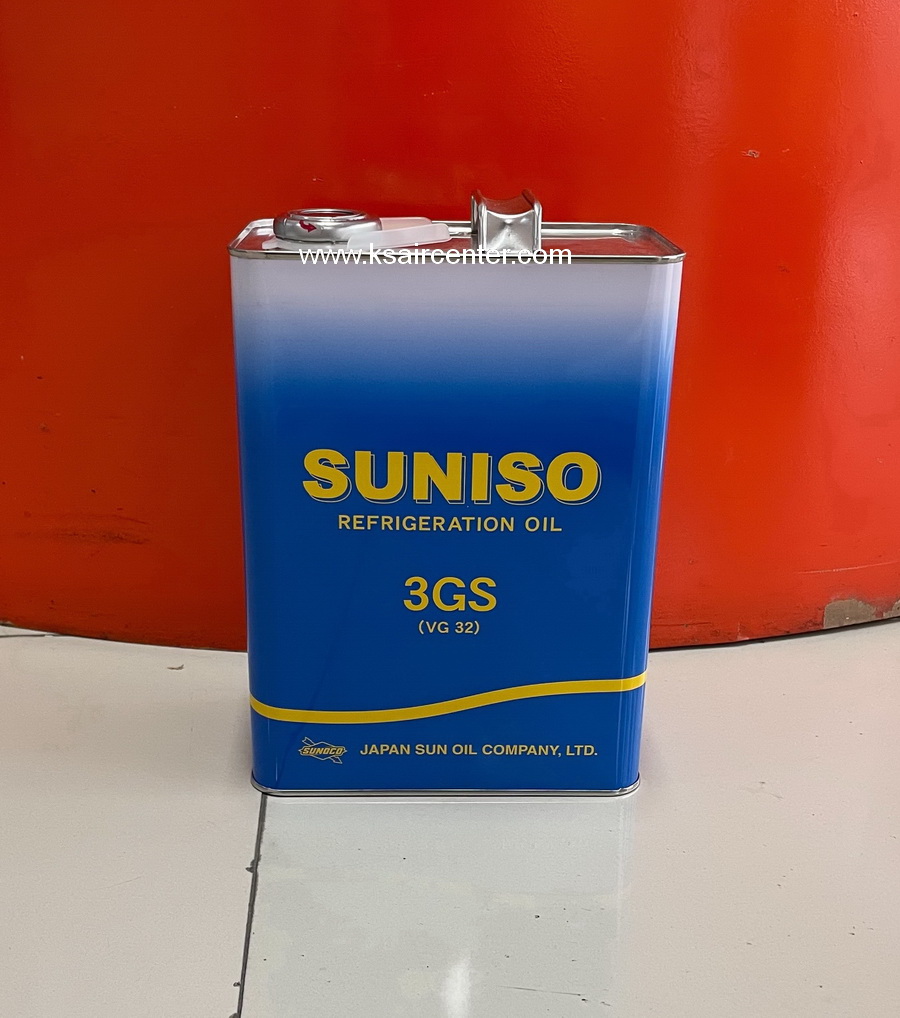 www.ksaircenter.com
SUNISO
REFRIGERATION OIL
3GS
(VG 32)
SUNOCO JAPAN SUN OIL COMPANY, LTD.